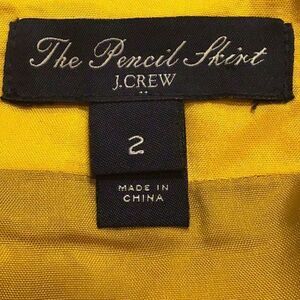 The Pencil Skirt
J.CREW
2
MADE IN
CHINA